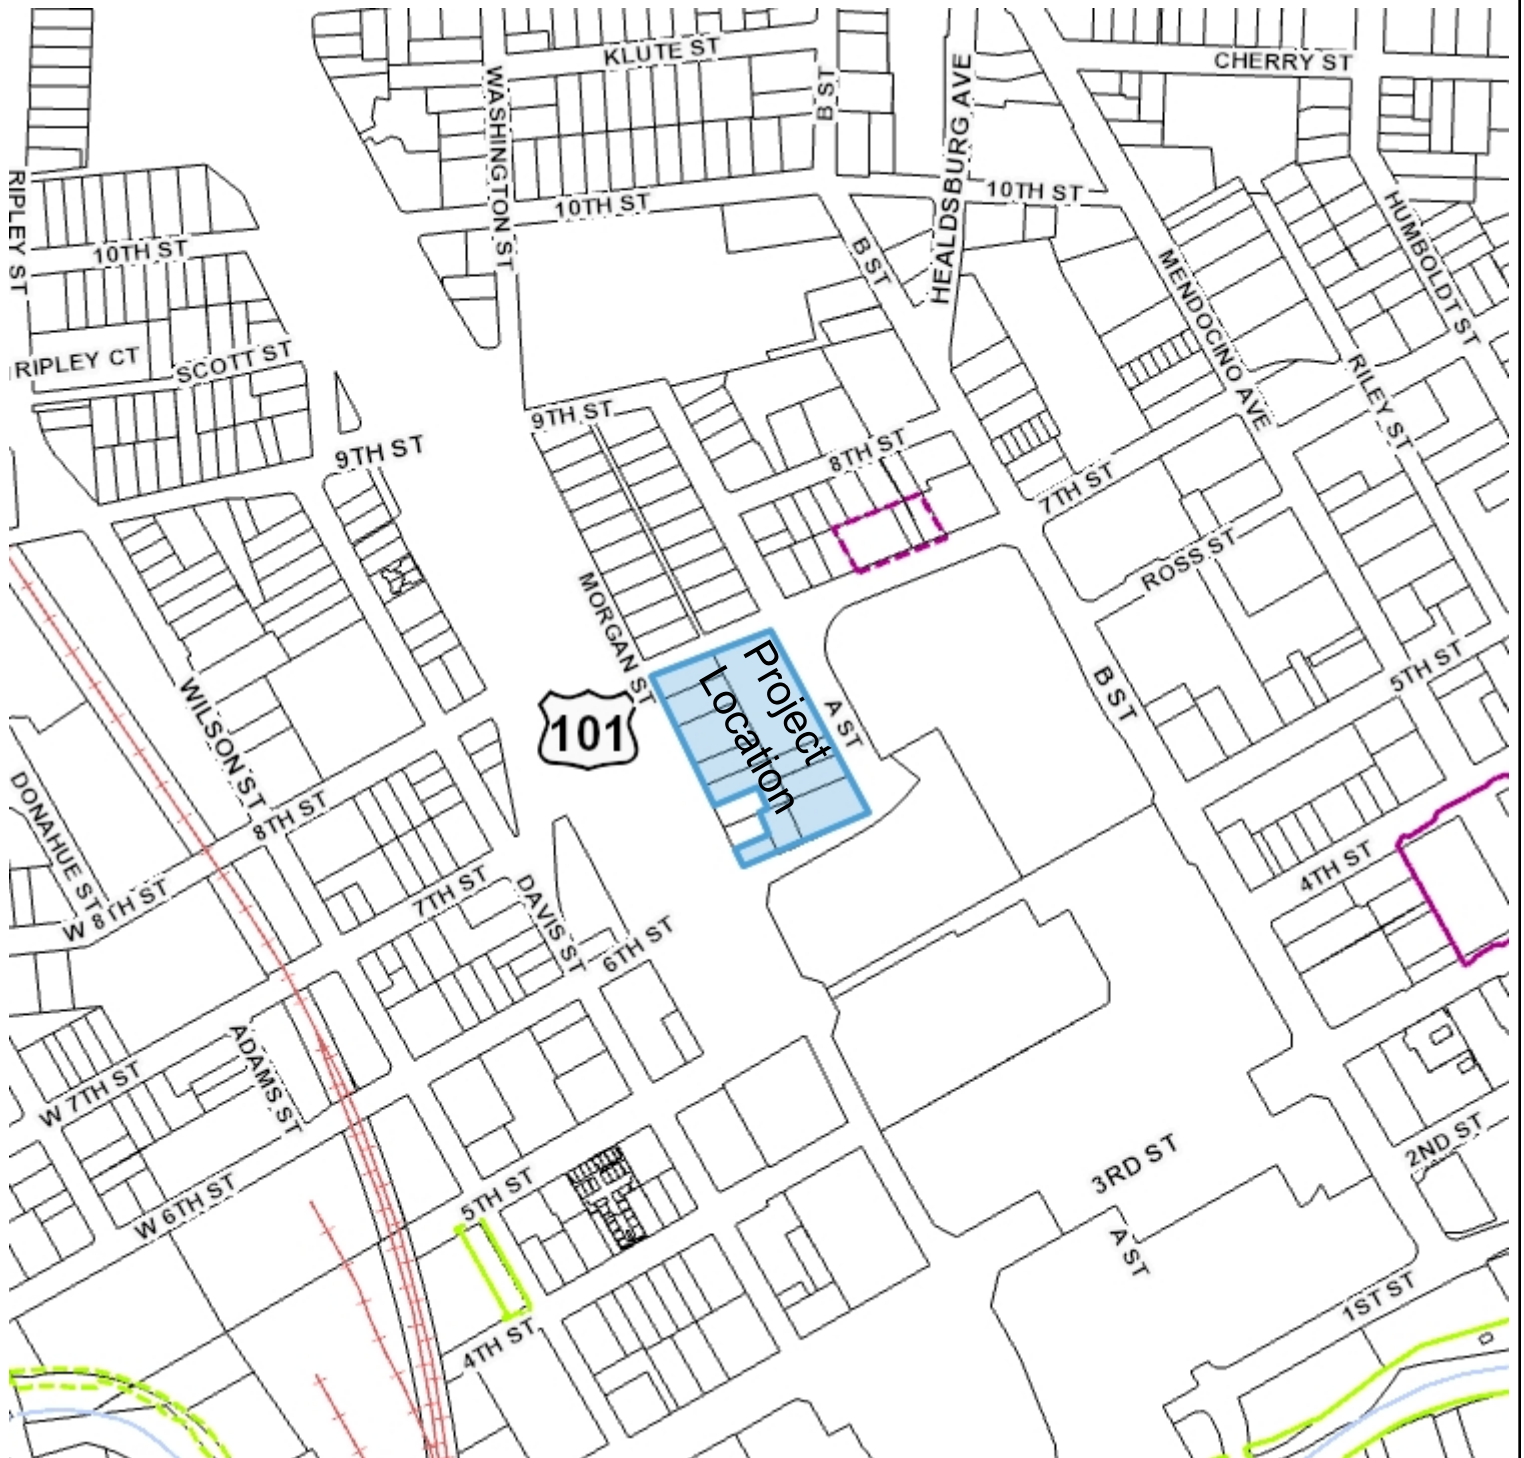 KLUTE ST
CHERRY ST
WASHINGTON ST
B ST
HEALDSBURG AVE
RIPLEY ST
10TH ST
10TH ST
10TH ST
HUMBOLDT ST
B ST
MENDOCINO AVE
RIPLEY CT
SCOTT ST
RILEY ST
9TH ST
9TH ST
8TH ST
7TH ST
ROSS ST
MORGAN ST
5TH ST
Project
Location
A ST
B ST
101
WILSON ST
DONAHUE ST
8TH ST
W 8TH ST
7TH ST
DAVIS ST
6TH ST
4TH ST
ADAMS ST
W 7TH ST
W 6TH ST
5TH ST
3RD ST
2ND ST
A ST
1ST ST
4TH ST